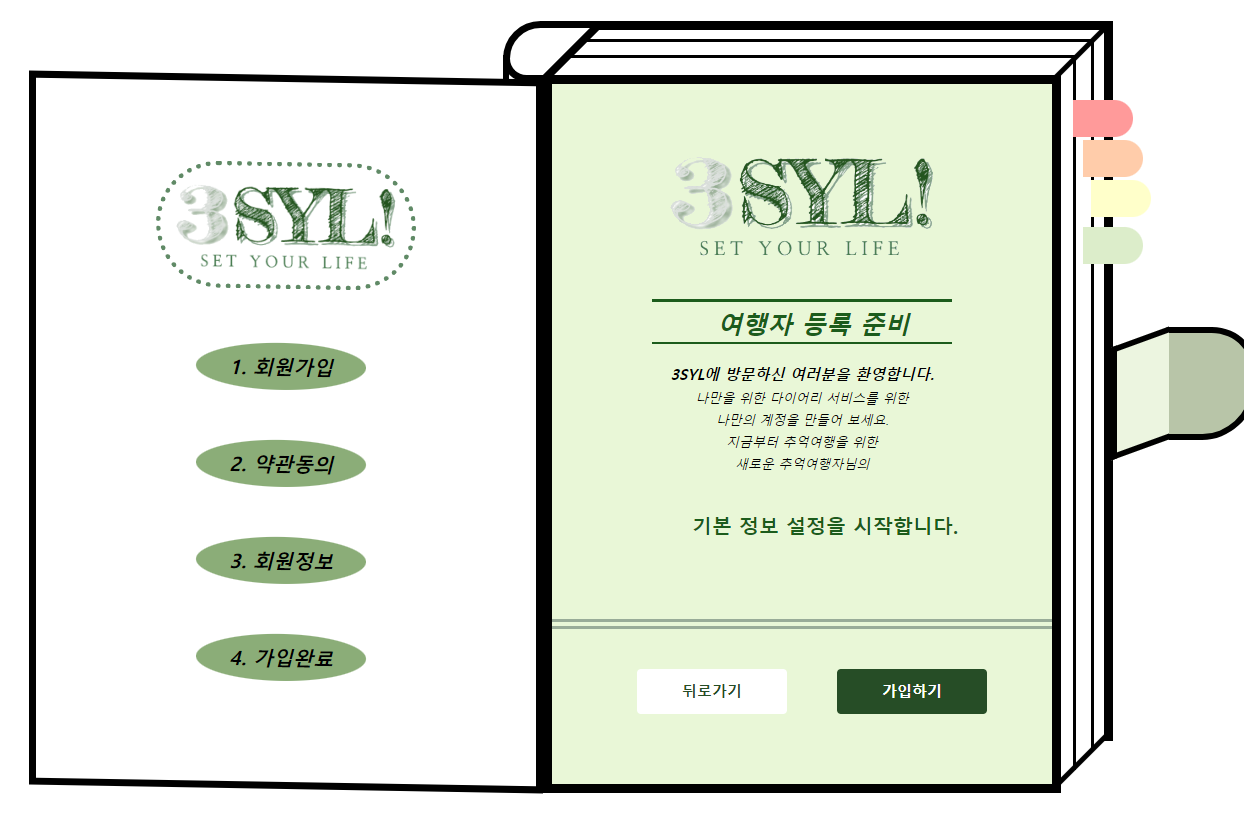 3SYL!
SET YOUR LIFE
1. 회원가입
2. 약관동의
3. 회원정보
4. 가입완료
3SYL!
SET YOUR LIFE
여행자 등록 준비
3SYL에 방문하신 여러분을 환영합니다.
나만을 위한 다이어리 서비스를 위한
나만의 계정을 만들어 보세요.
지금부터 추억여행을 위한
새로운 추억여행자님의
기본 정보 설정을 시작합니다.
뒤로가기
가입하기